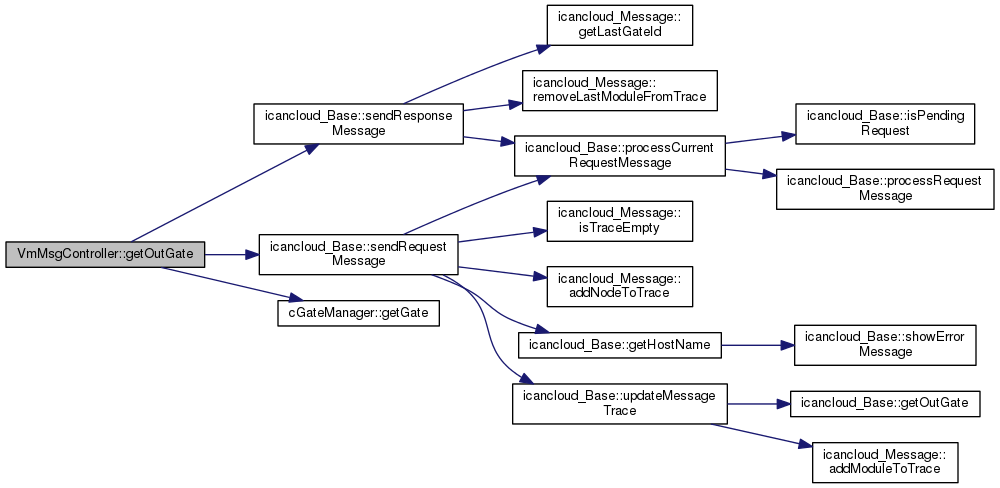 VmMsgController::getOutGate
icancloud_Base::sendResponse
Message
icancloud_Message::
getLastGateId
icancloud_Message::
removeLastModuleFromTrace
icancloud_Base::processCurrent
RequestMessage
icancloud_Base::isPending
Request
icancloud_Base::processRequest
Message
icancloud_Base::sendRequest
Message
icancloud_Message::
isTraceEmpty
icancloud_Message::
addNodeToTrace
icancloud_Base::getHostName
icancloud_Base::showError
Message
icancloud_Base::updateMessage
Trace
icancloud_Base::getOutGate
icancloud_Message::
addModuleToTrace
cGateManager::getGate